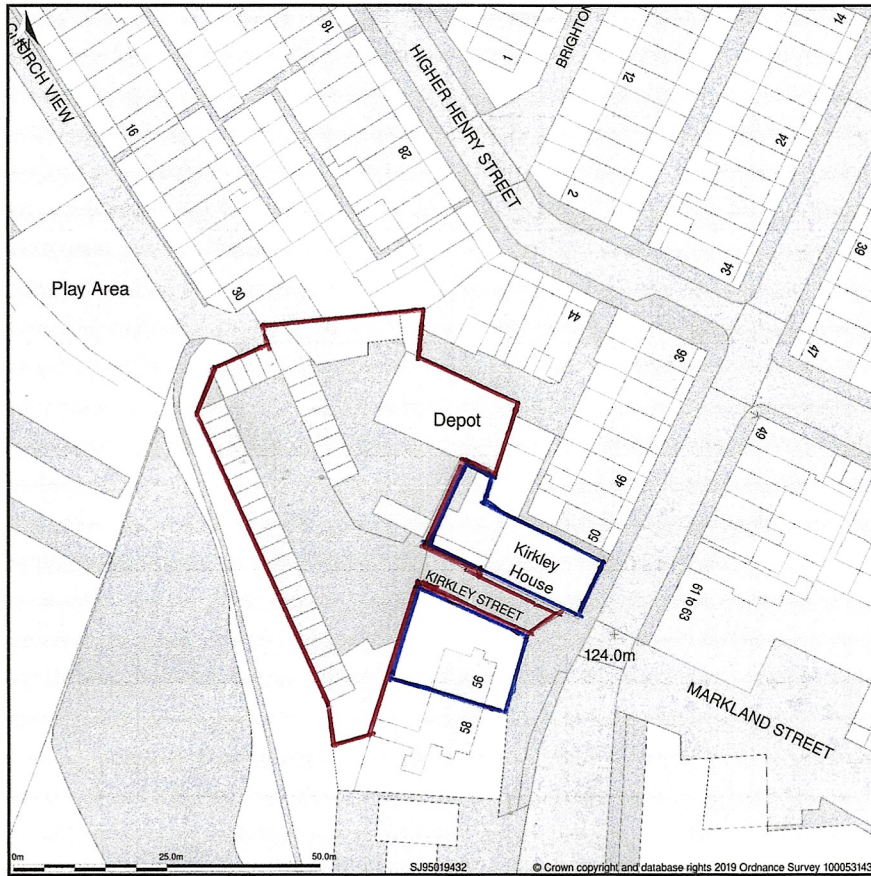 CHURCH VIEW
16
18
28
30
Play Area
HIGHER HENRY STREET
1
BRIGHTON
12
2
14
24
34
39
47
44
36
46
50
49
61 to 63
Depot
Kirkley
House
KIRKLEY STREET
56
58
124.0m
MARKLAND STREET
0m
25.0m
50.0m
SJ95019432
© Crown copyright and database rights 2019 Ordnance Survey 100053143